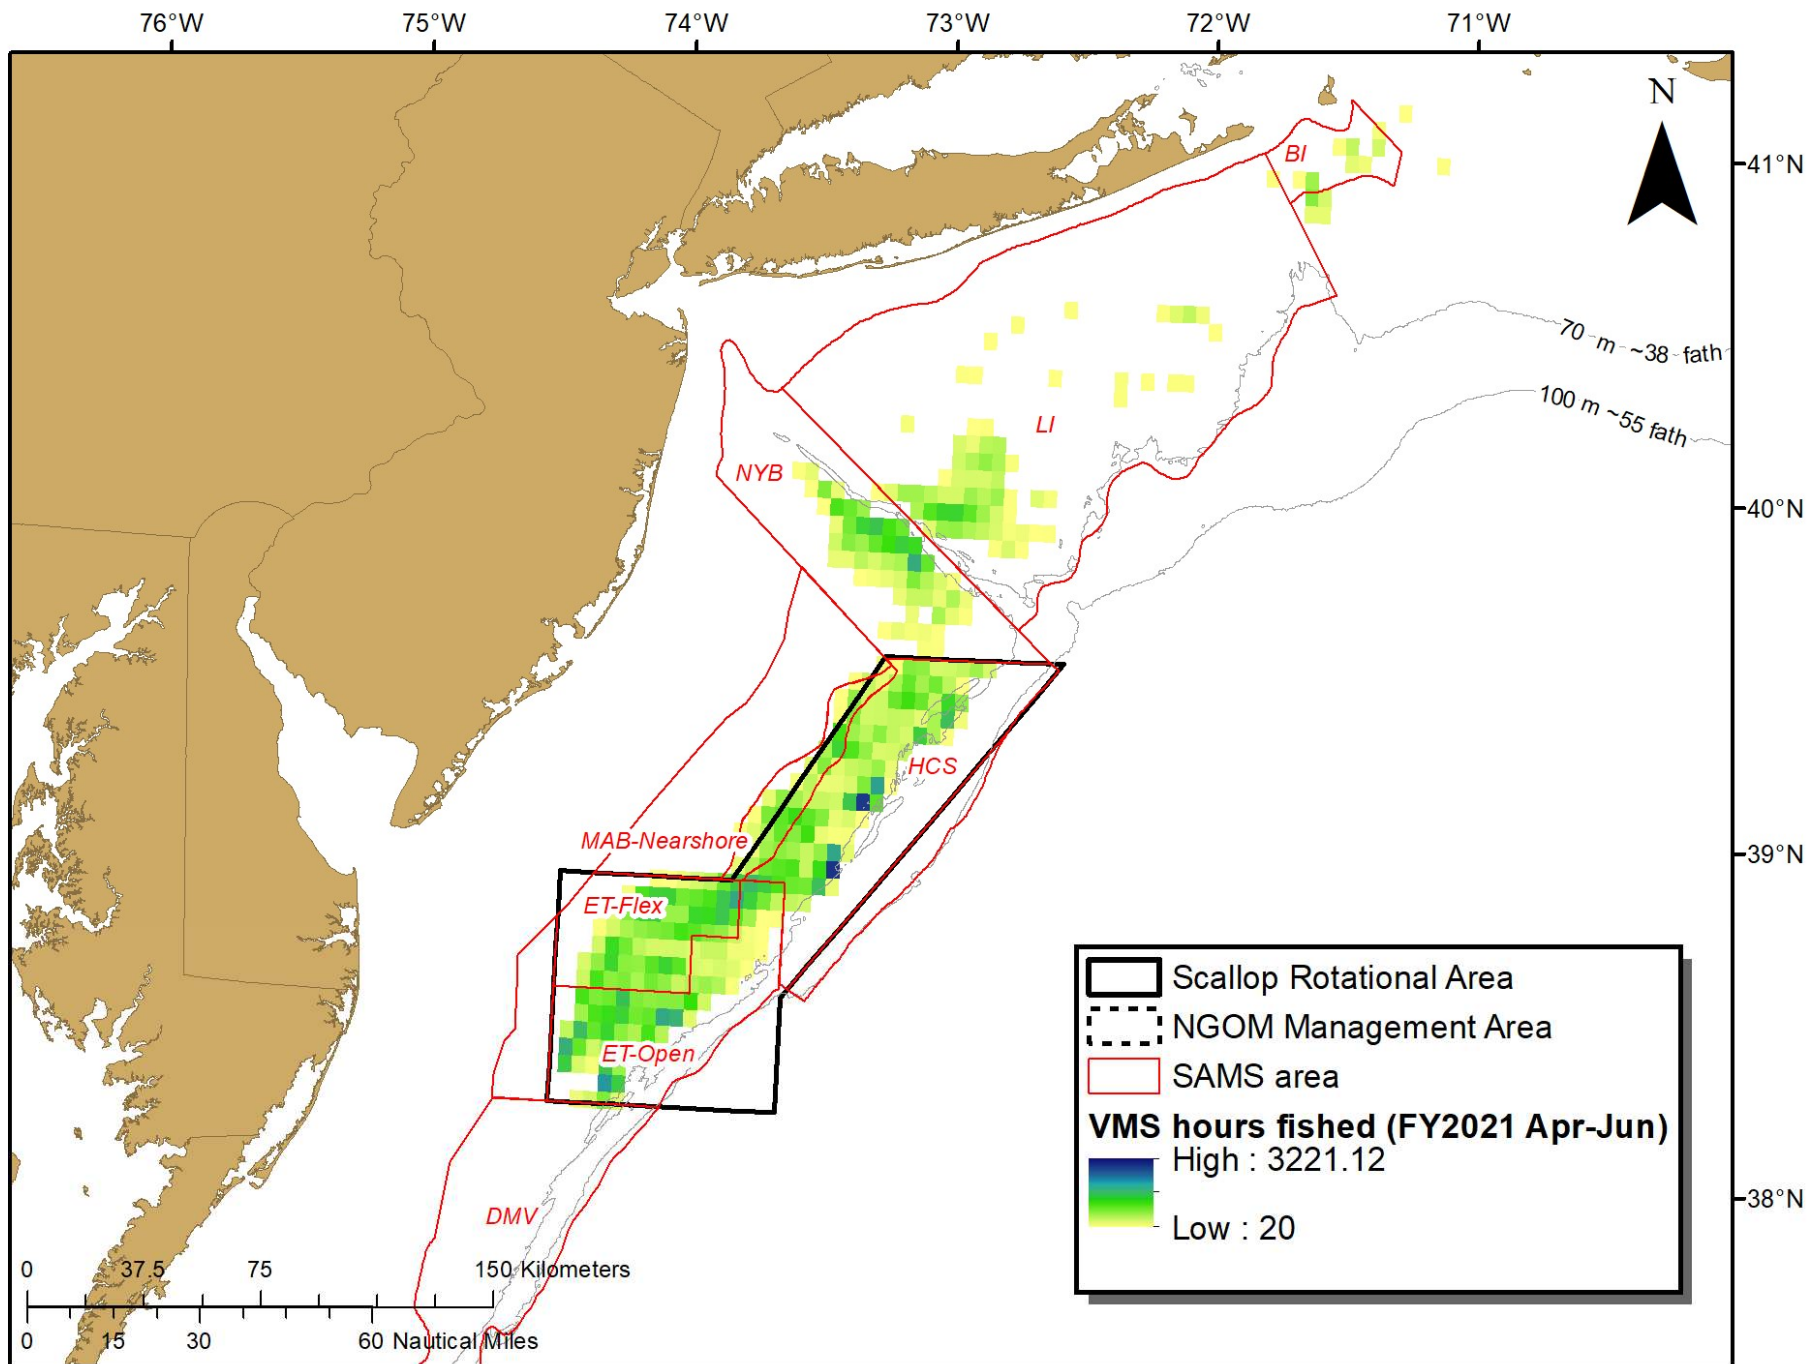 76°W
75°W
74°W
73°W
72°W
71°W
N
BI
41°N
70 m ~38 fath
100 m ~55 fath
LI
NYB
40°N
HCS
MAB-Nearshore
39°N
ET-Flex
ET-Open
Scallop Rotational Area
NGOM Management Area
SAMS area
VMS hours fished (FY2021 Apr-Jun)
High : 3221.12
Low : 20
38°N
DMV
0 37.5 75 150 Kilometers
0 15 30 60 Nautical Miles